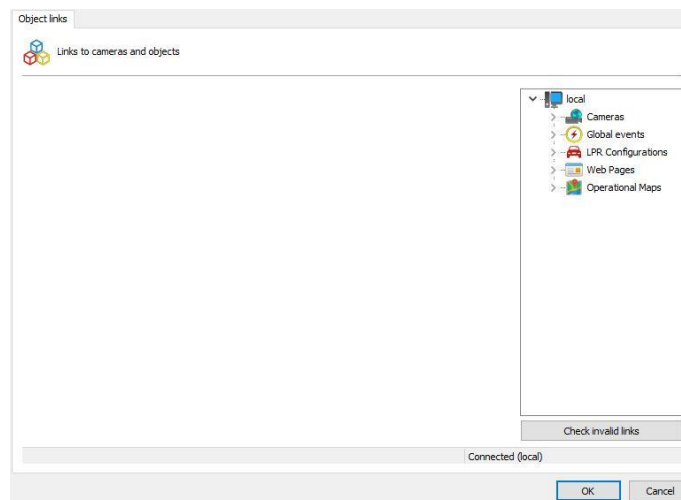 Object links
Links to cameras and objects
local
Cameras
Global events
LPR Configurations
Web Pages
Operational Maps
Check invalid links
Connected (local)
OK
Cancel